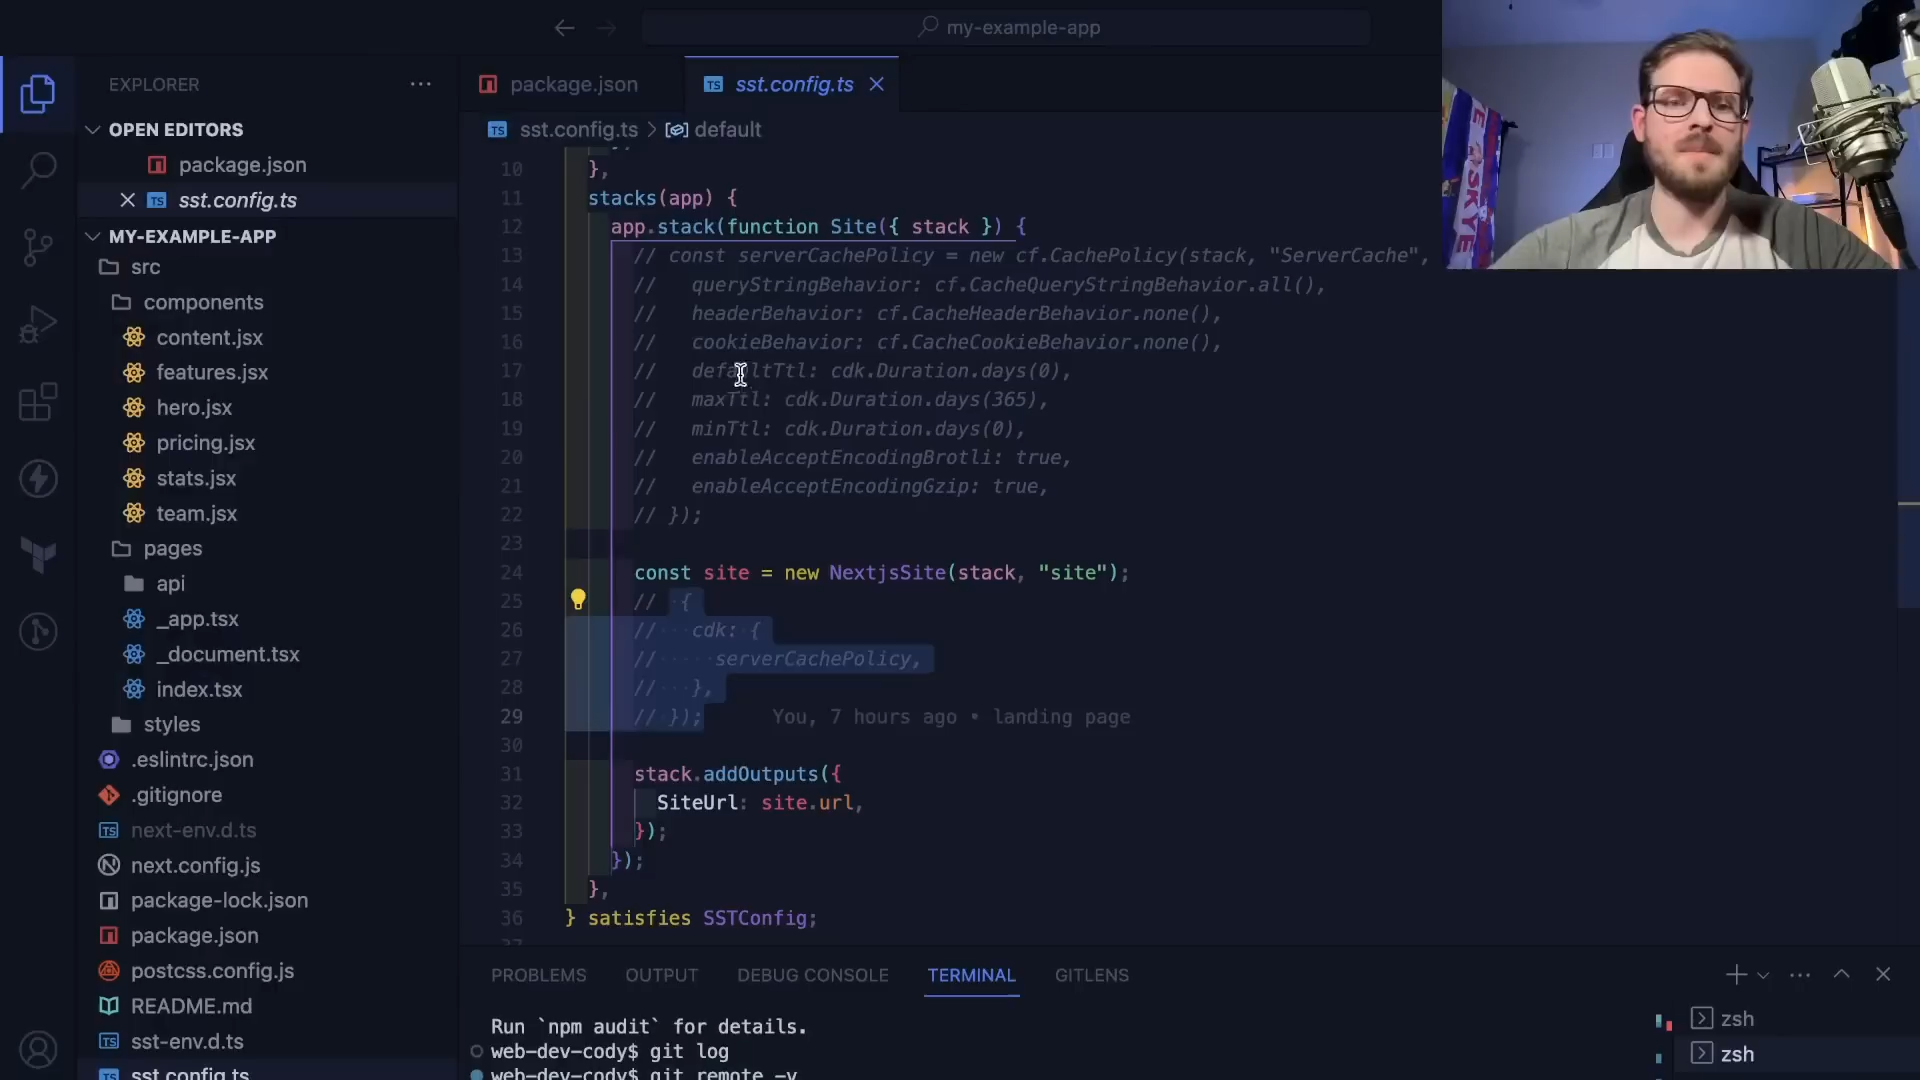 my-example-app
EXPLORER
package.json
sst.config.ts
OPEN EDITORS
sst.config.ts > default
package.json
sst.config.ts
MY-EXAMPLE-APP
src
components
content.jsx
features.jsx
hero.jsx
pricing.jsx
stats.jsx
team.jsx
pages
api
_app.tsx
_document.tsx
index.tsx
styles
.eslintrc.json
.gitignore
next-env.d.ts
next.config.js
package-lock.json
package.json
postcss.config.js
README.md
sst-env.d.ts
sst.config.ts
10 },
11 stacks(app) {
12 app.stack(function Site({ stack }) {
13 // const serverCachePolicy = new cf.CachePolicy(stack, "ServerCache",
14 // queryStringBehavior: cf.CacheQueryStringBehavior.all(),
15 // headerBehavior: cf.CacheHeaderBehavior.none(),
16 // cookieBehavior: cf.CacheCookieBehavior.none(),
17 // defaultTtl: cdk.Duration.days(0),
18 // maxTtl: cdk.Duration.days(365),
19 // minTtl: cdk.Duration.days(0),
20 // enableAcceptEncodingBrotli: true,
21 // enableAcceptEncodingGzip: true,
22 // });
23
24 const site = new NextjsSite(stack, "site");
25 // {
26 // cdk: {
27 // serverCachePolicy,
28 // },
29 // }); You, 7 hours ago • landing page
30
31 stack.addOutputs({
32 SiteUrl: site.url,
33 });
34 });
35 },
36 } satisfies SSTConfig;
PROBLEMS OUTPUT DEBUG CONSOLE TERMINAL GITLENS
Run `npm audit` for details.
web-dev-cody$ git log
web-dev-cody$ git remote -v
zsh
zsh
SKYE